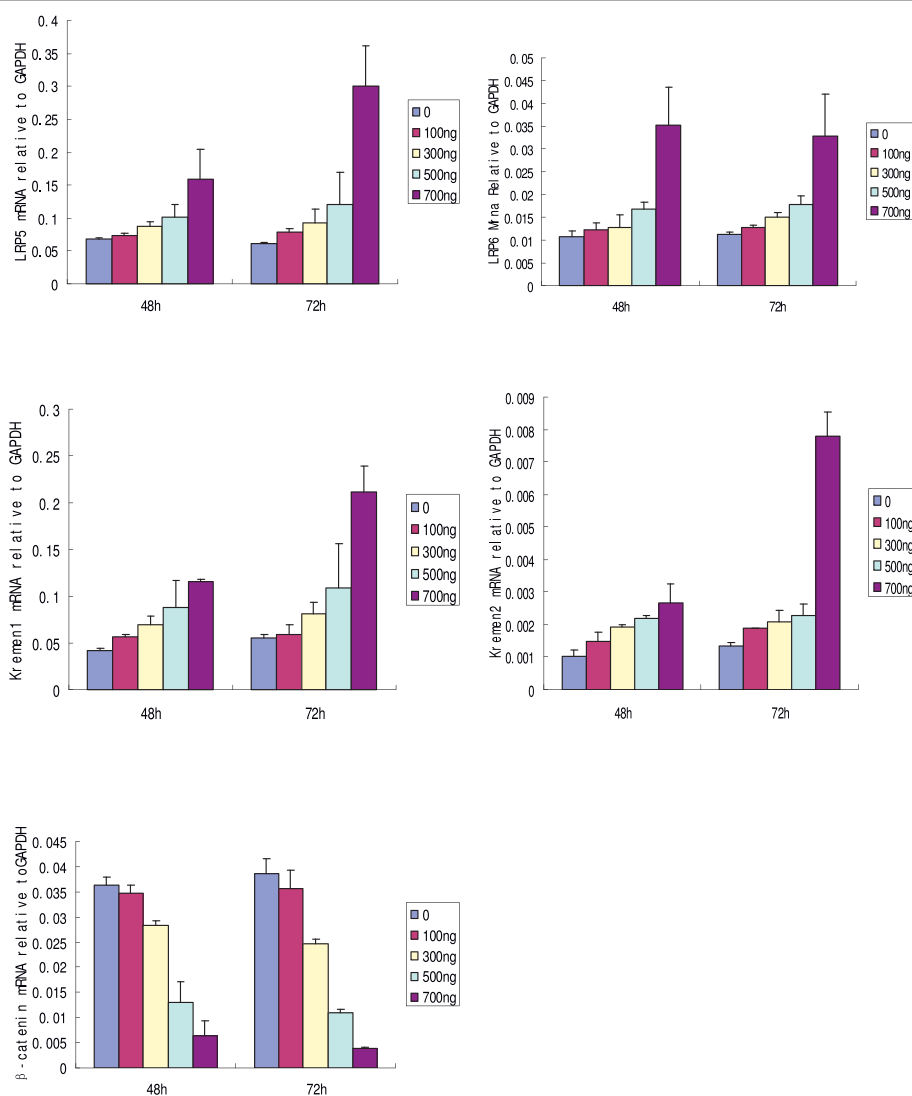 LRP5 mRNA relative to GAPDH
0.4
0.35
0.3
0.25
0.2
0.15
0.1
0.05
0
48h
72h
0
100ng
300ng
500ng
700ng
LRP6 Mrna Relative to GAPDH
0.05
0.045
0.04
0.035
0.03
0.025
0.02
0.015
0.01
0.005
0
48h
72h
0
100ng
300ng
500ng
700ng
Kremen1 mRNA relative to GAPDH
0.3
0.25
0.2
0.15
0.1
0.05
0
48h
72h
0
100ng
300ng
500ng
700ng
Kremen2 mRNA relative to GAPDH
0.009
0.008
0.007
0.006
0.005
0.004
0.003
0.002
0.001
0
48h
72h
0
100ng
300ng
500ng
700ng
β-catenin mRNA relative toGAPDH
0.045
0.04
0.035
0.03
0.025
0.02
0.015
0.01
0.005
0
48h
72h
0
100ng
300ng
500ng
700ng